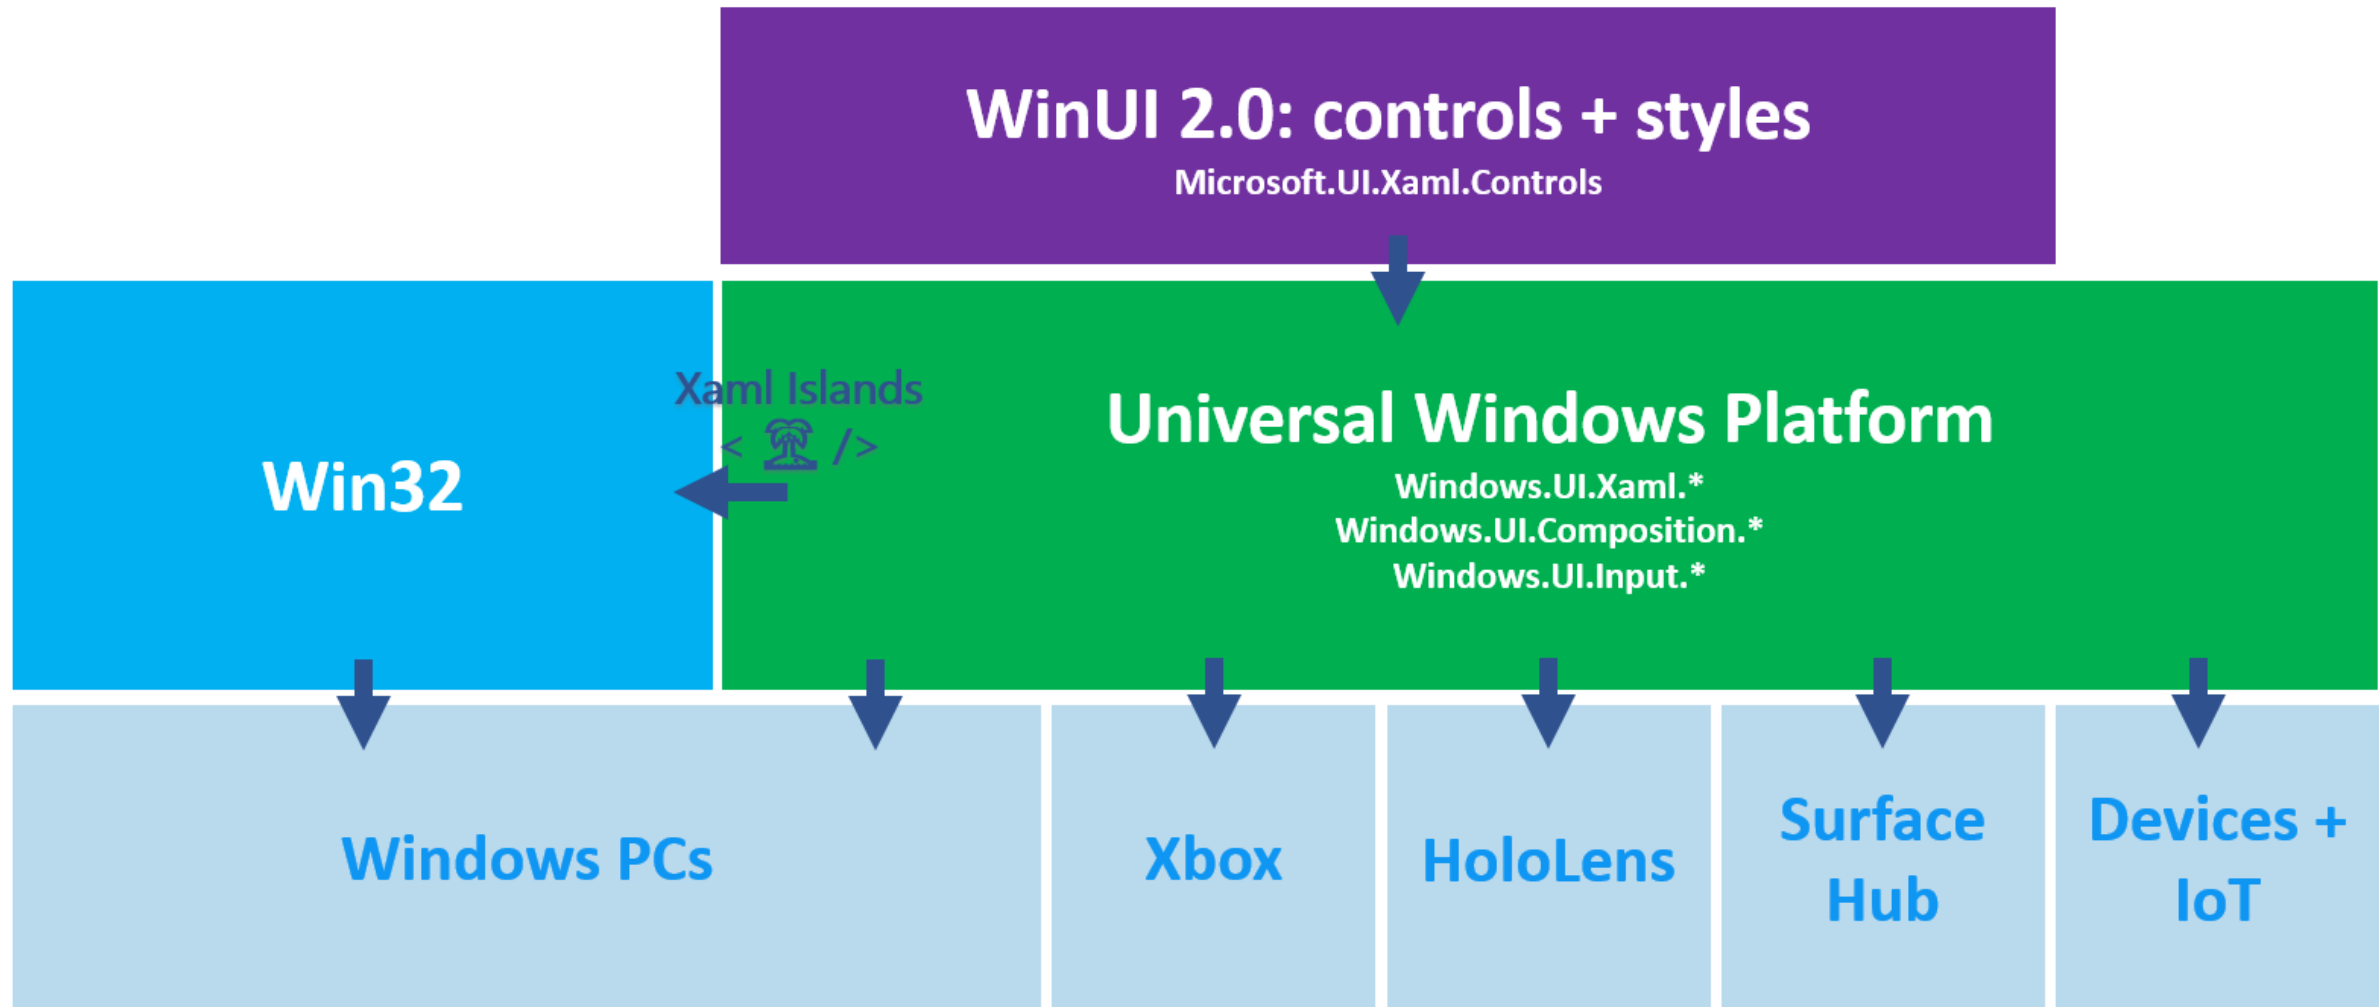 WinUI 2.0: controls + styles
Microsoft.UI.Xaml.Controls
Xaml Islands
< />
Win32
Universal Windows Platform
Windows.UI.Xaml.*
Windows.UI.Composition.*
Windows.UI.Input.*
Windows PCs
Xbox
HoloLens
Surface
Hub
Devices +
IoT